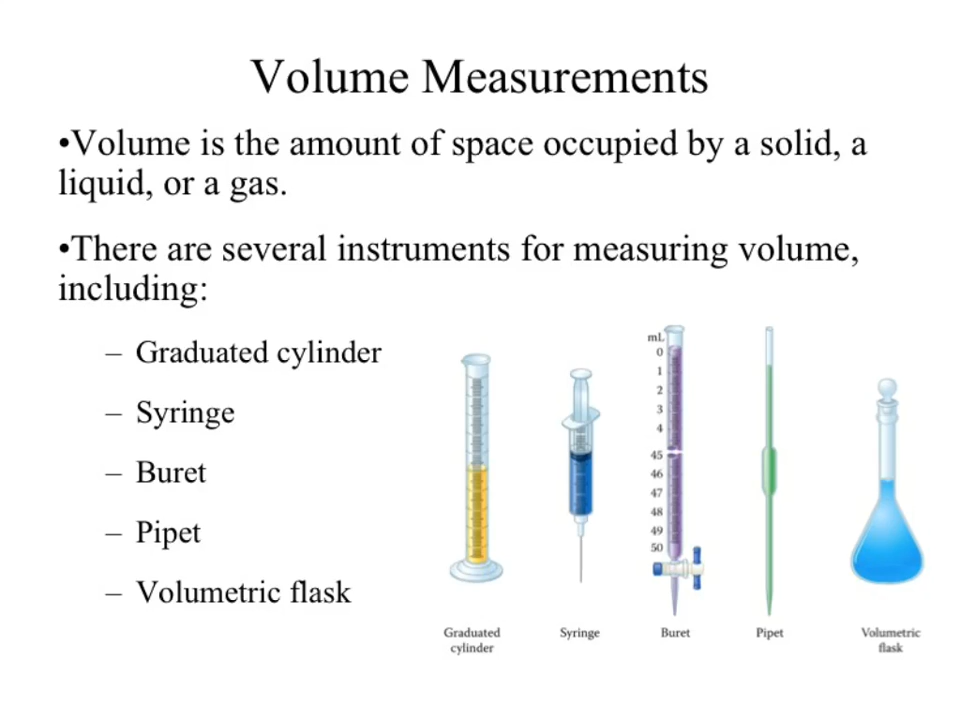 Volume Measurements
•Volume is the amount of space occupied by a solid, a
liquid, or a gas.
•There are several instruments for measuring volume,
including:
– Graduated cylinder
– Syringe
– Buret
– Pipet
– Volumetric flask
mL
0
1
2
3
4
45
46
47
48
49
50
Graduated
cylinder
Syringe
Buret
Pipet
Volumetric
flask